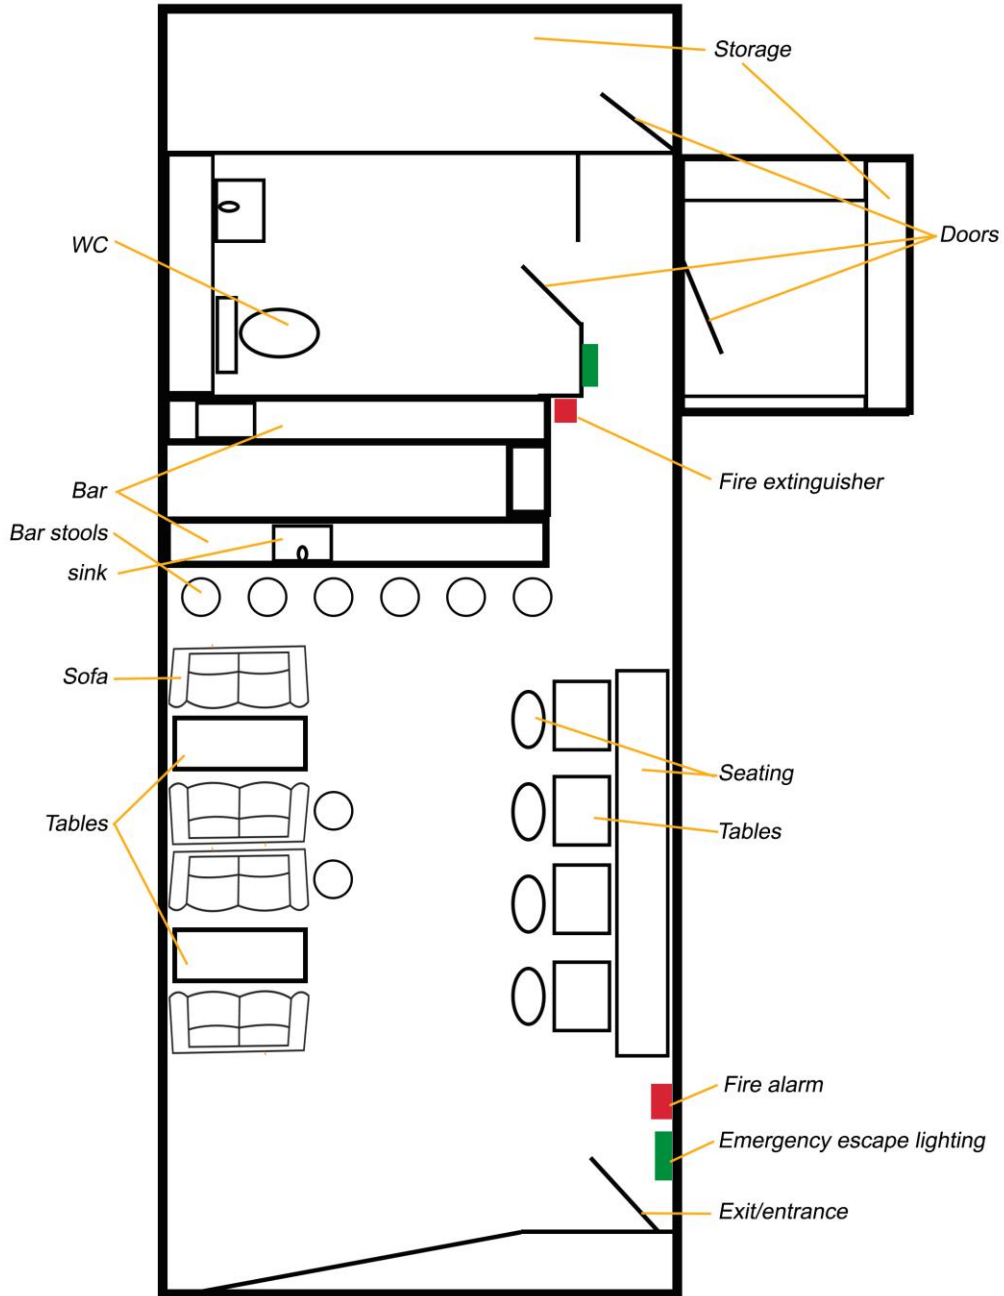 Storage
Doors
WC
Fire extinguisher
Bar
Bar stools
sink
Sofa
Seating
Tables
Tables
Fire alarm
Emergency escape lighting
Exit/entrance